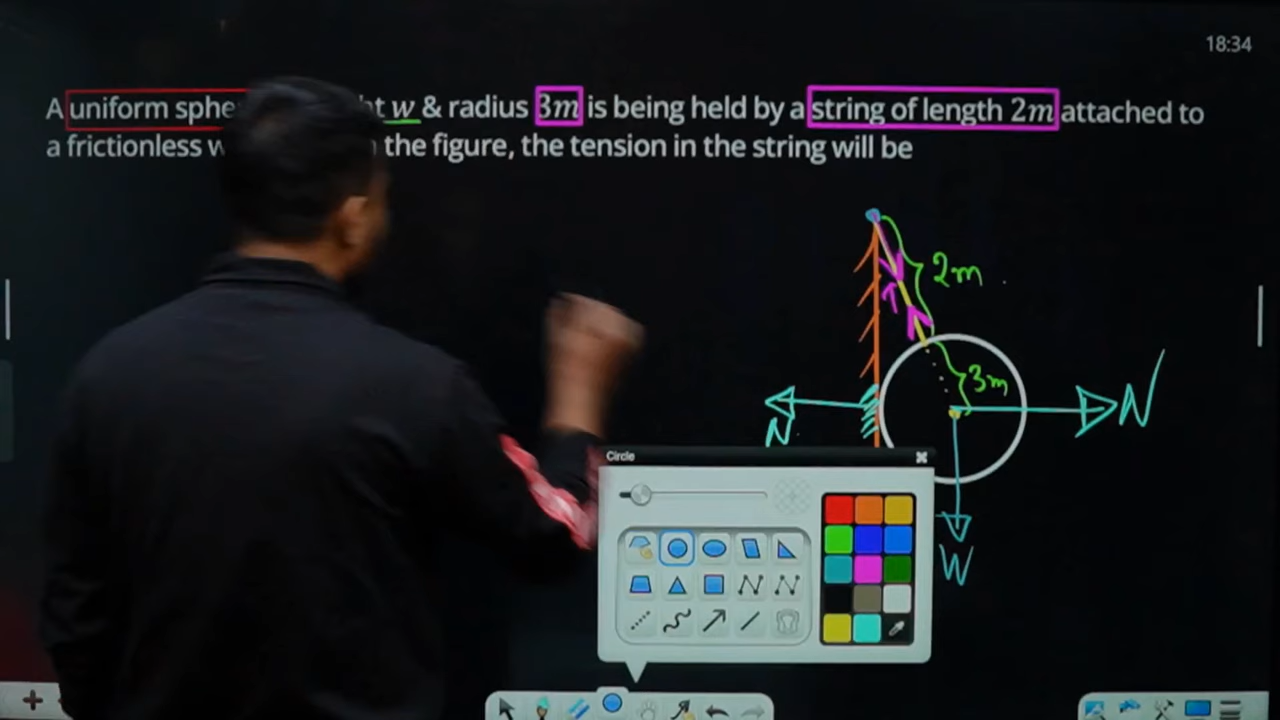 18:34
A uniform sphe t w & radius 3m is being held by a string of length 2m attached to
a frictionless w the figure, the tension in the string will be
2m
3m
N
N
W
Circle